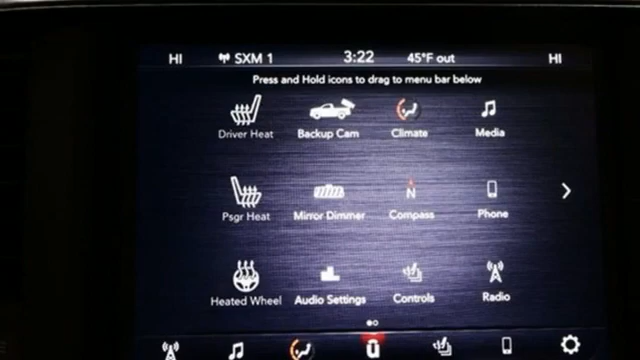 HI SXM 1 3:22 45°F out HI
Press and Hold icons to drag to menu bar below
Driver Heat Backup Cam Climate Media
N
Psgr Heat Mirror Dimmer Compass Phone
Heated Wheel Audio Settings Controls Radio